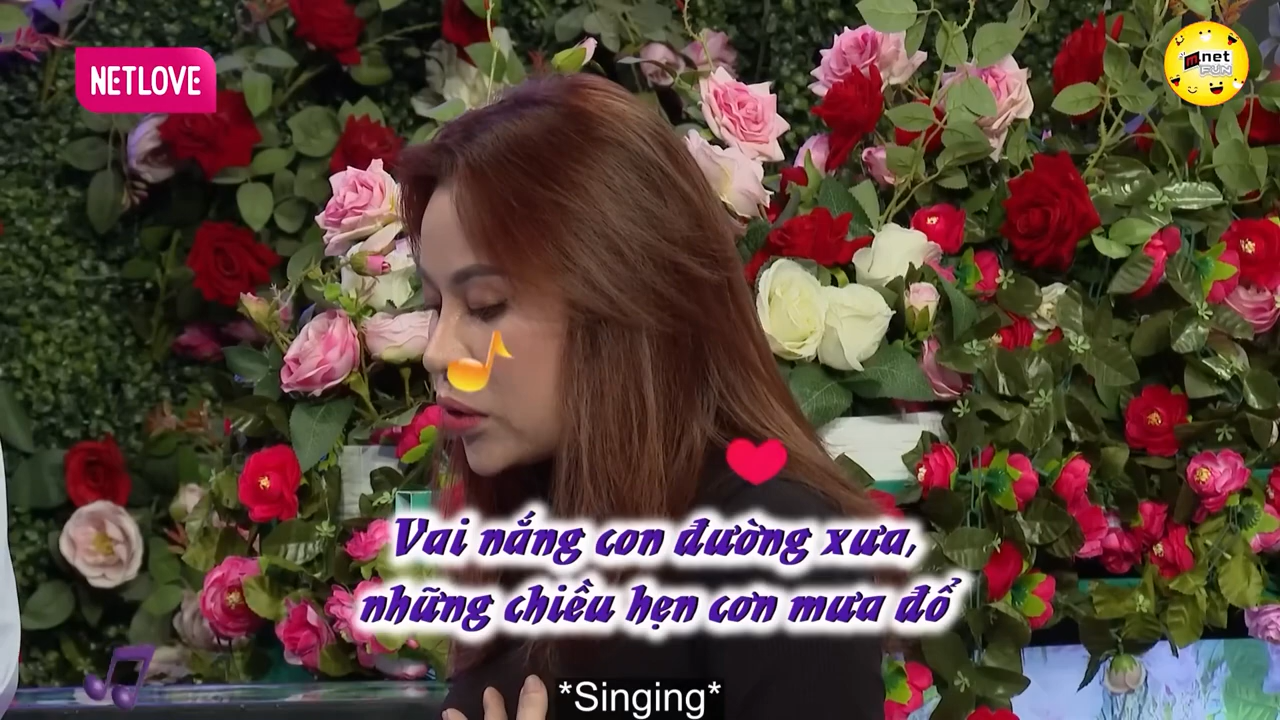 NETLOVE
m.net
FUN
Vai nắng con đường xưa,
những chiều hẹn cơn mưa đổ
*Singing*